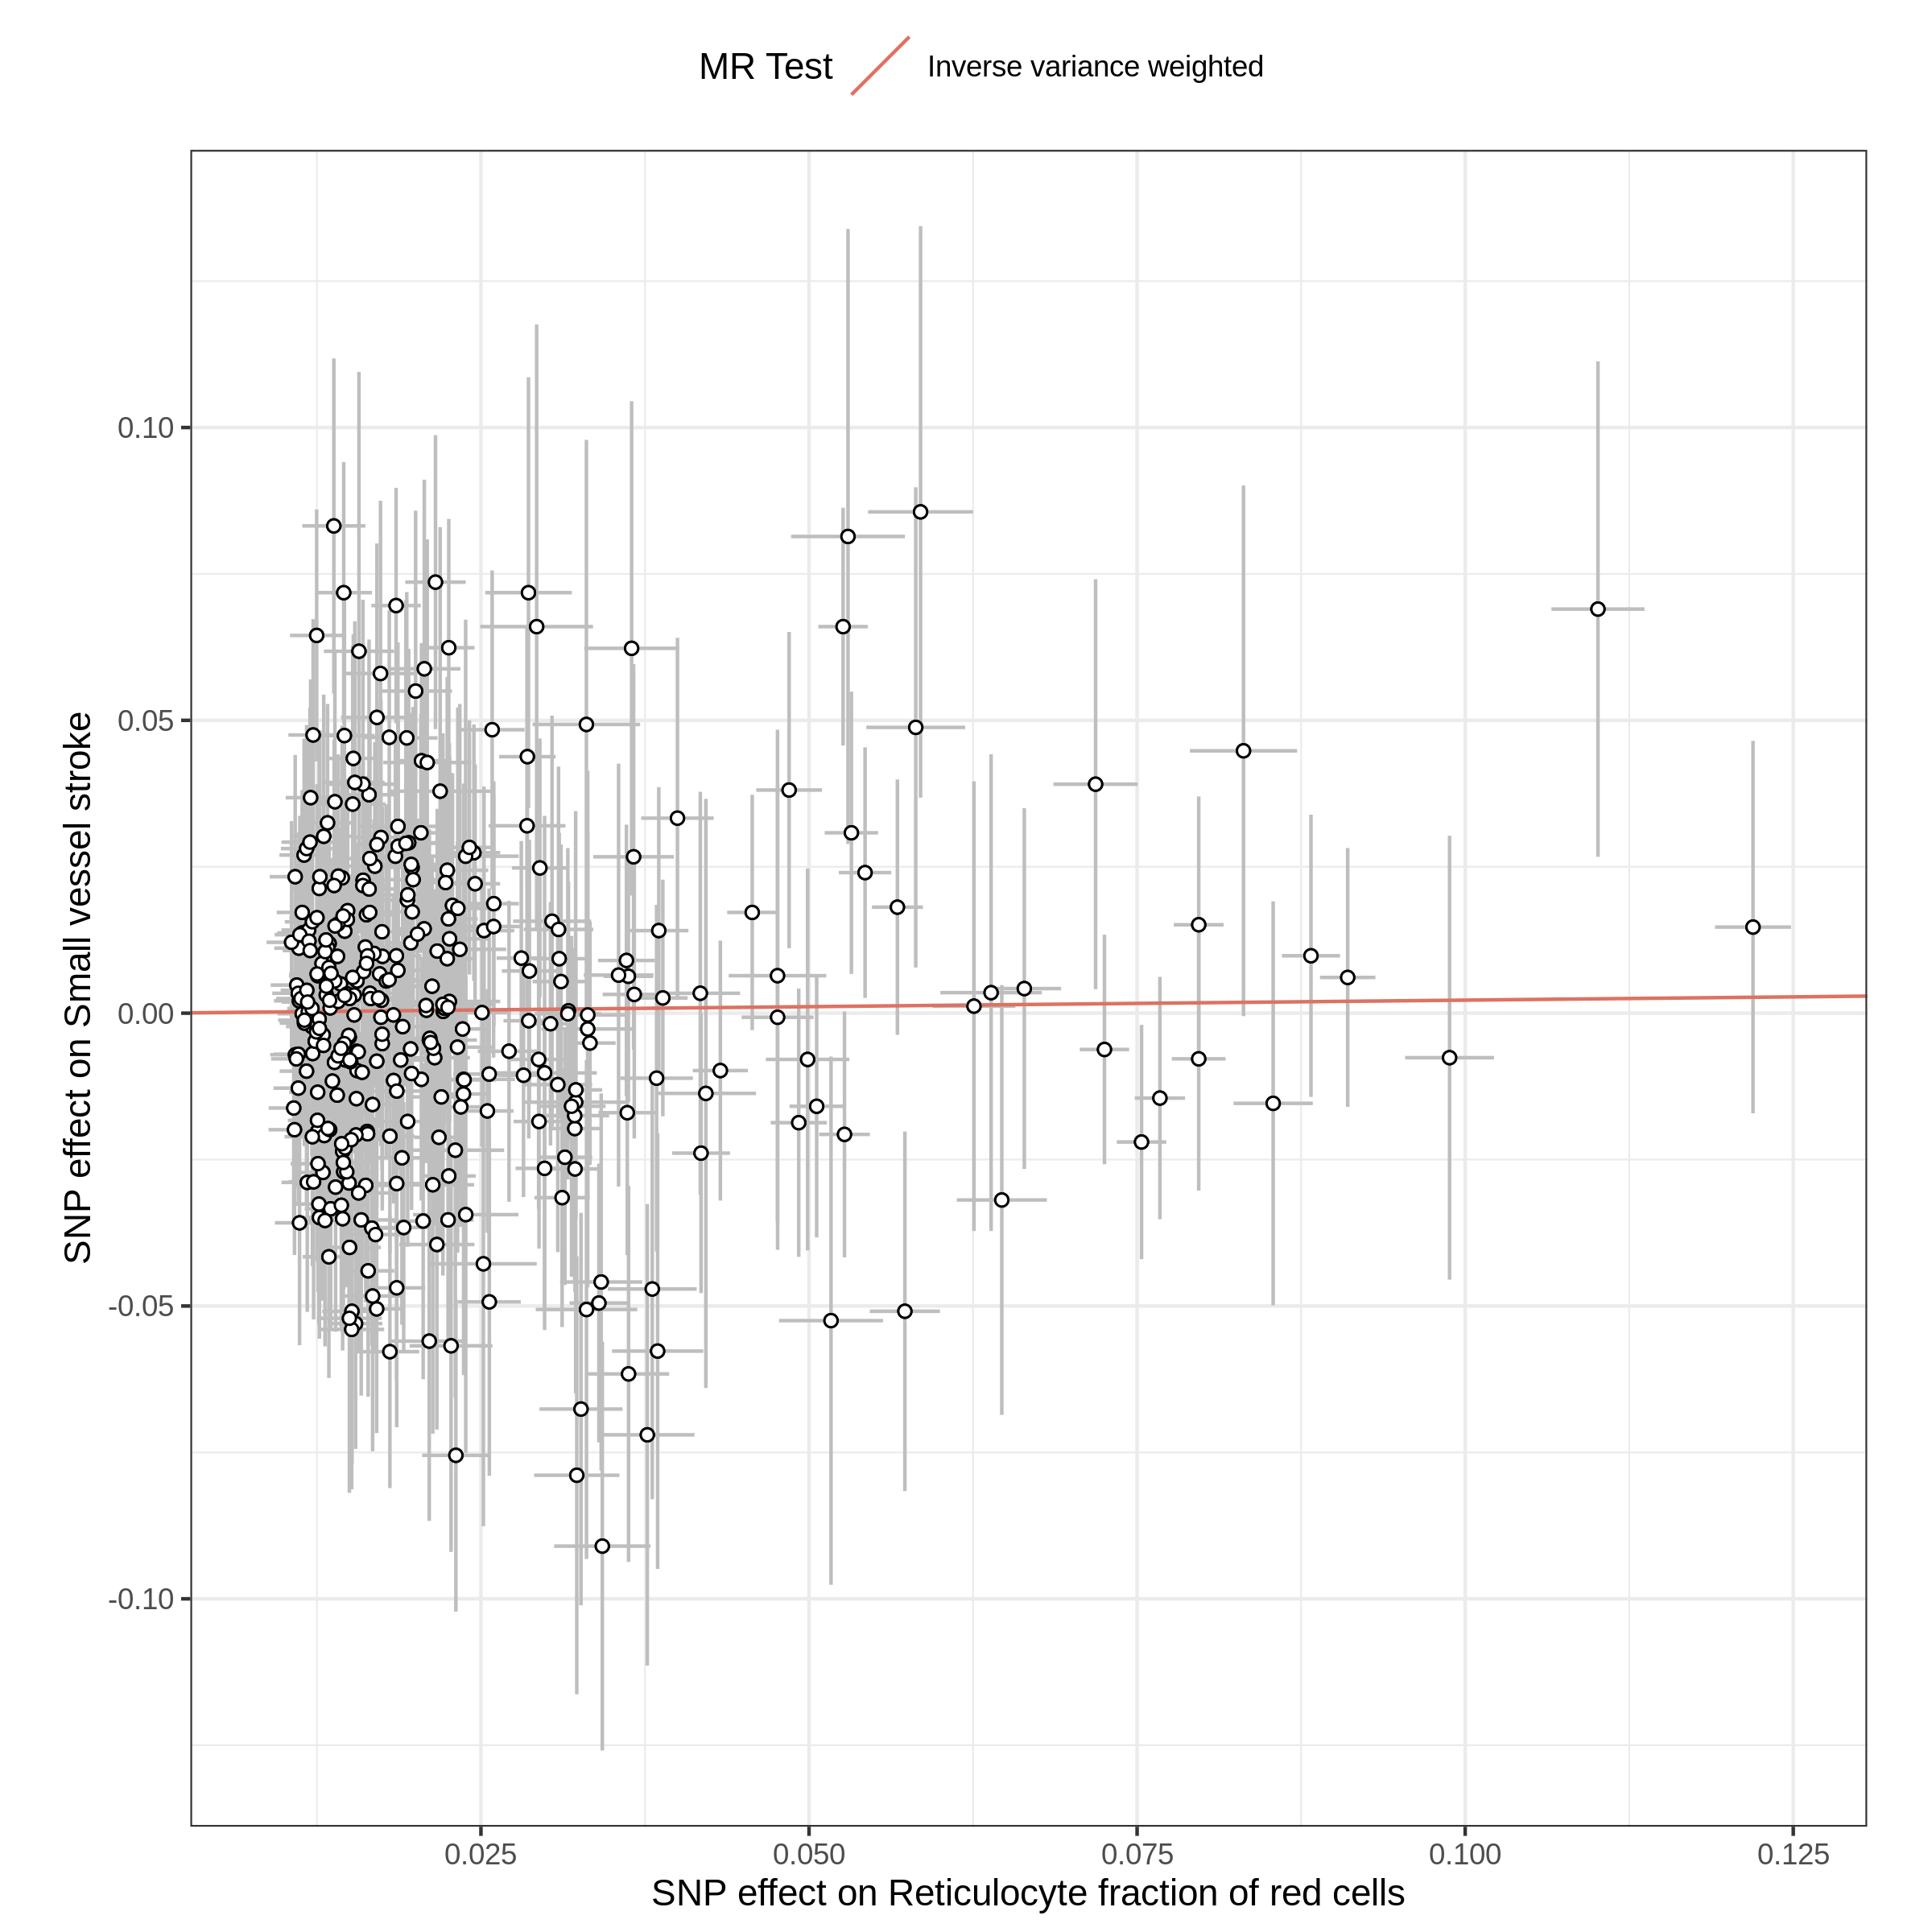 MR Test
Inverse variance weighted
SNP effect on Small vessel stroke
0.10
0.05
0.00
-0.05
-0.10
0.025
0.050
0.075
0.100
0.125
SNP effect on Reticulocyte fraction of red cells